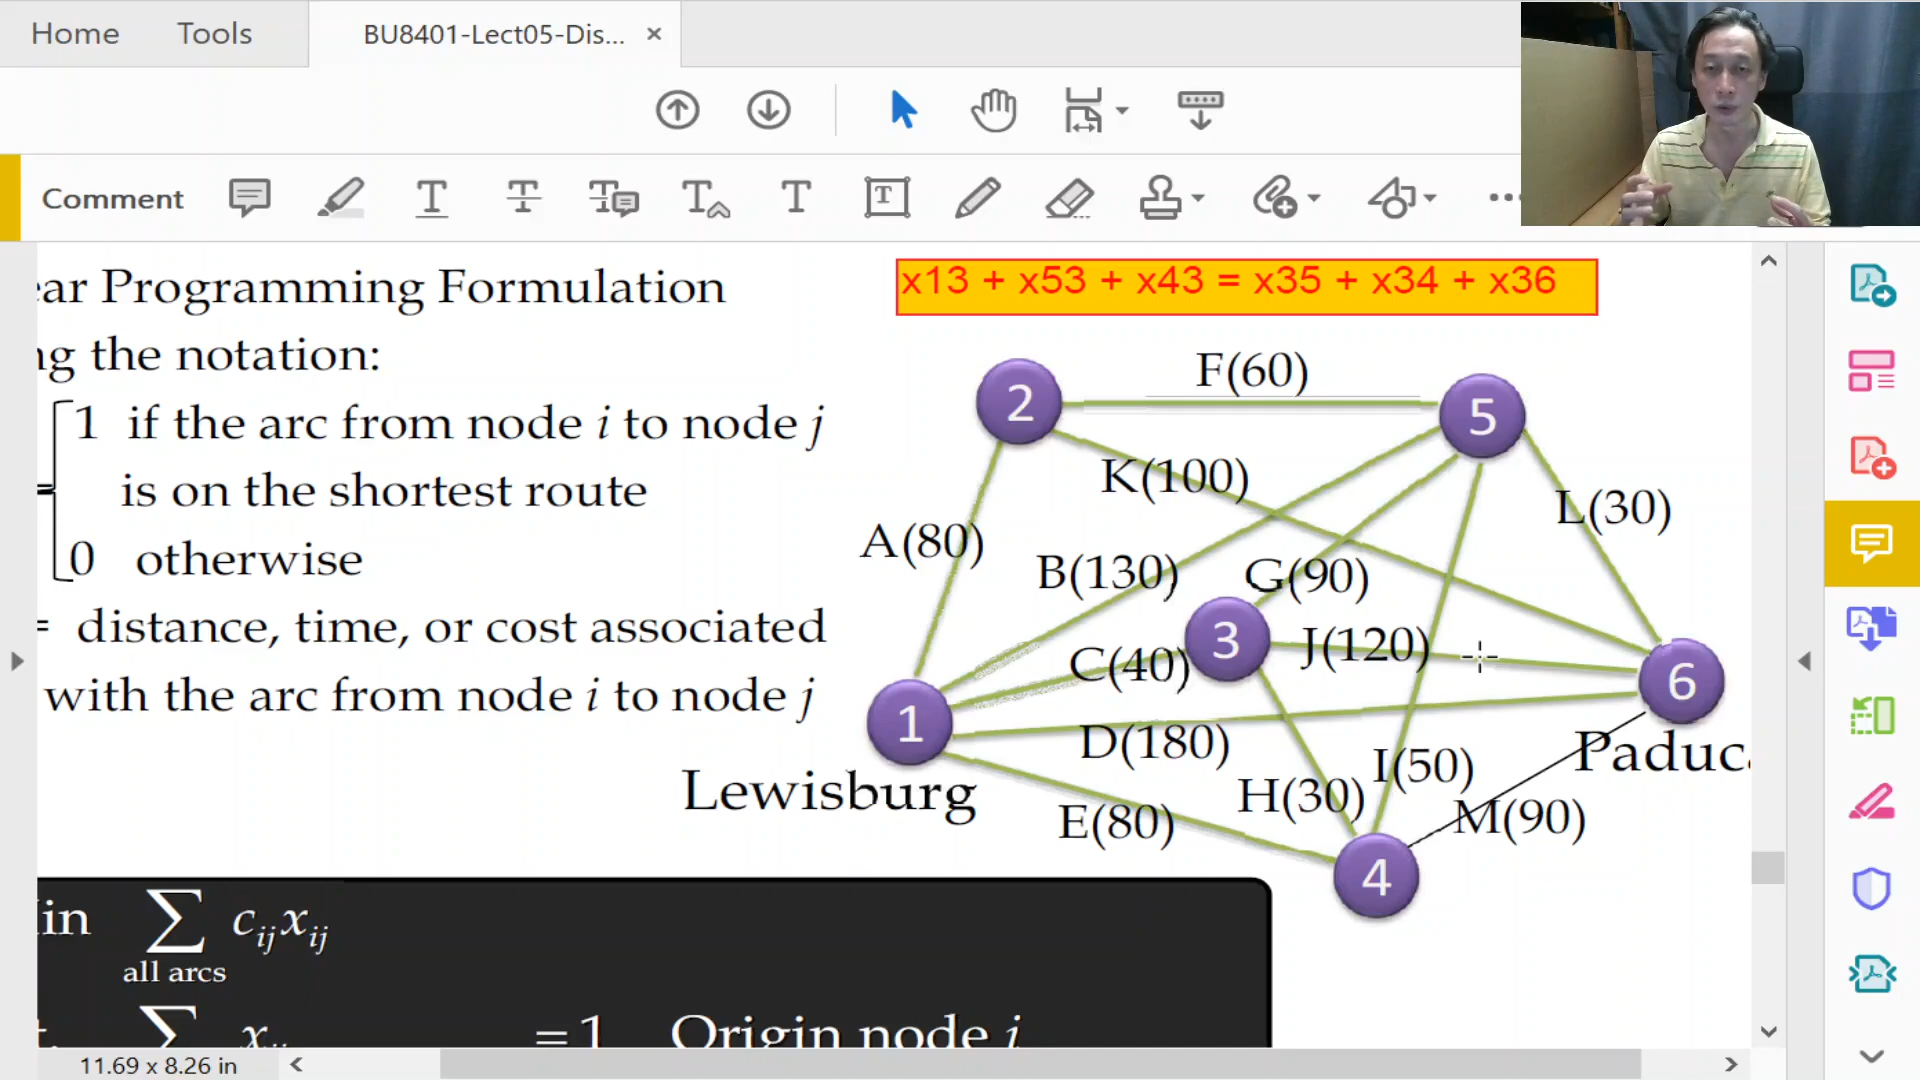 Home Tools BU8401-Lect05-Dis... ×
Comment
ear Programming Formulation
ng the notation:
1 if the arc from node i to node j
is on the shortest route
0 otherwise
= distance, time, or cost associated
with the arc from node i to node j
x13 + x53 + x43 = x35 + x34 + x36
2
F(60)
5
K(100)
L(30)
A(80)
B(130)
G(90)
3
J(120)
C(40)
6
1
D(180)
Paduc
Lewisburg
H(30)
I(50)
E(80)
M(90)
4
in ∑ cᵢⱼxᵢⱼ
all arcs
t. ∑ xᵢⱼ = 1 Origin node i
11.69 x 8.26 in